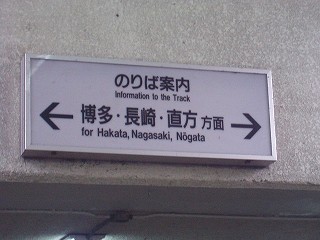 のりば案内
Information to the Track
← 博多・長崎・直方 方面 →
for Hakata, Nagasaki, Nōgata